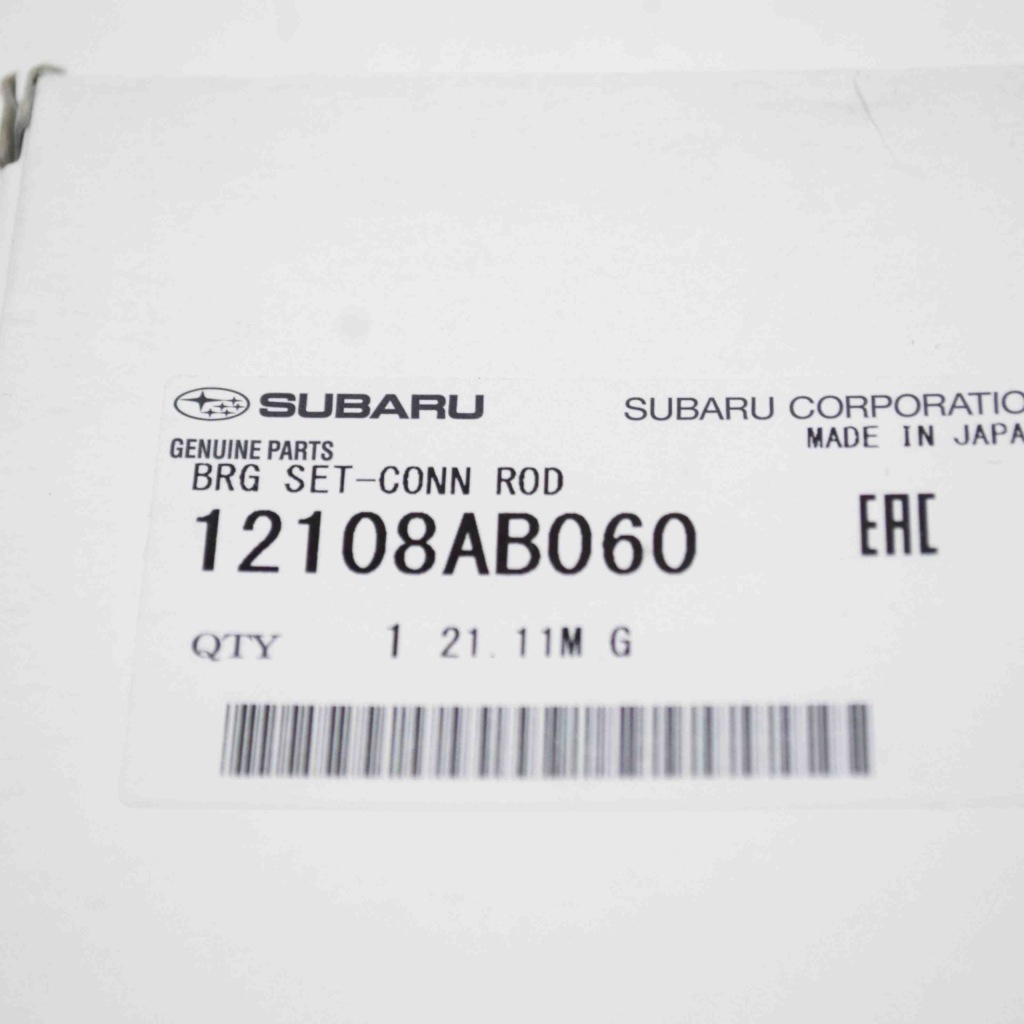 SUBARU SUBARU CORPORATIO
GENUINE PARTS MADE IN JAPA
BRG SET-CONN ROD
12108AB060 EAC
QTY 1 21.11M G